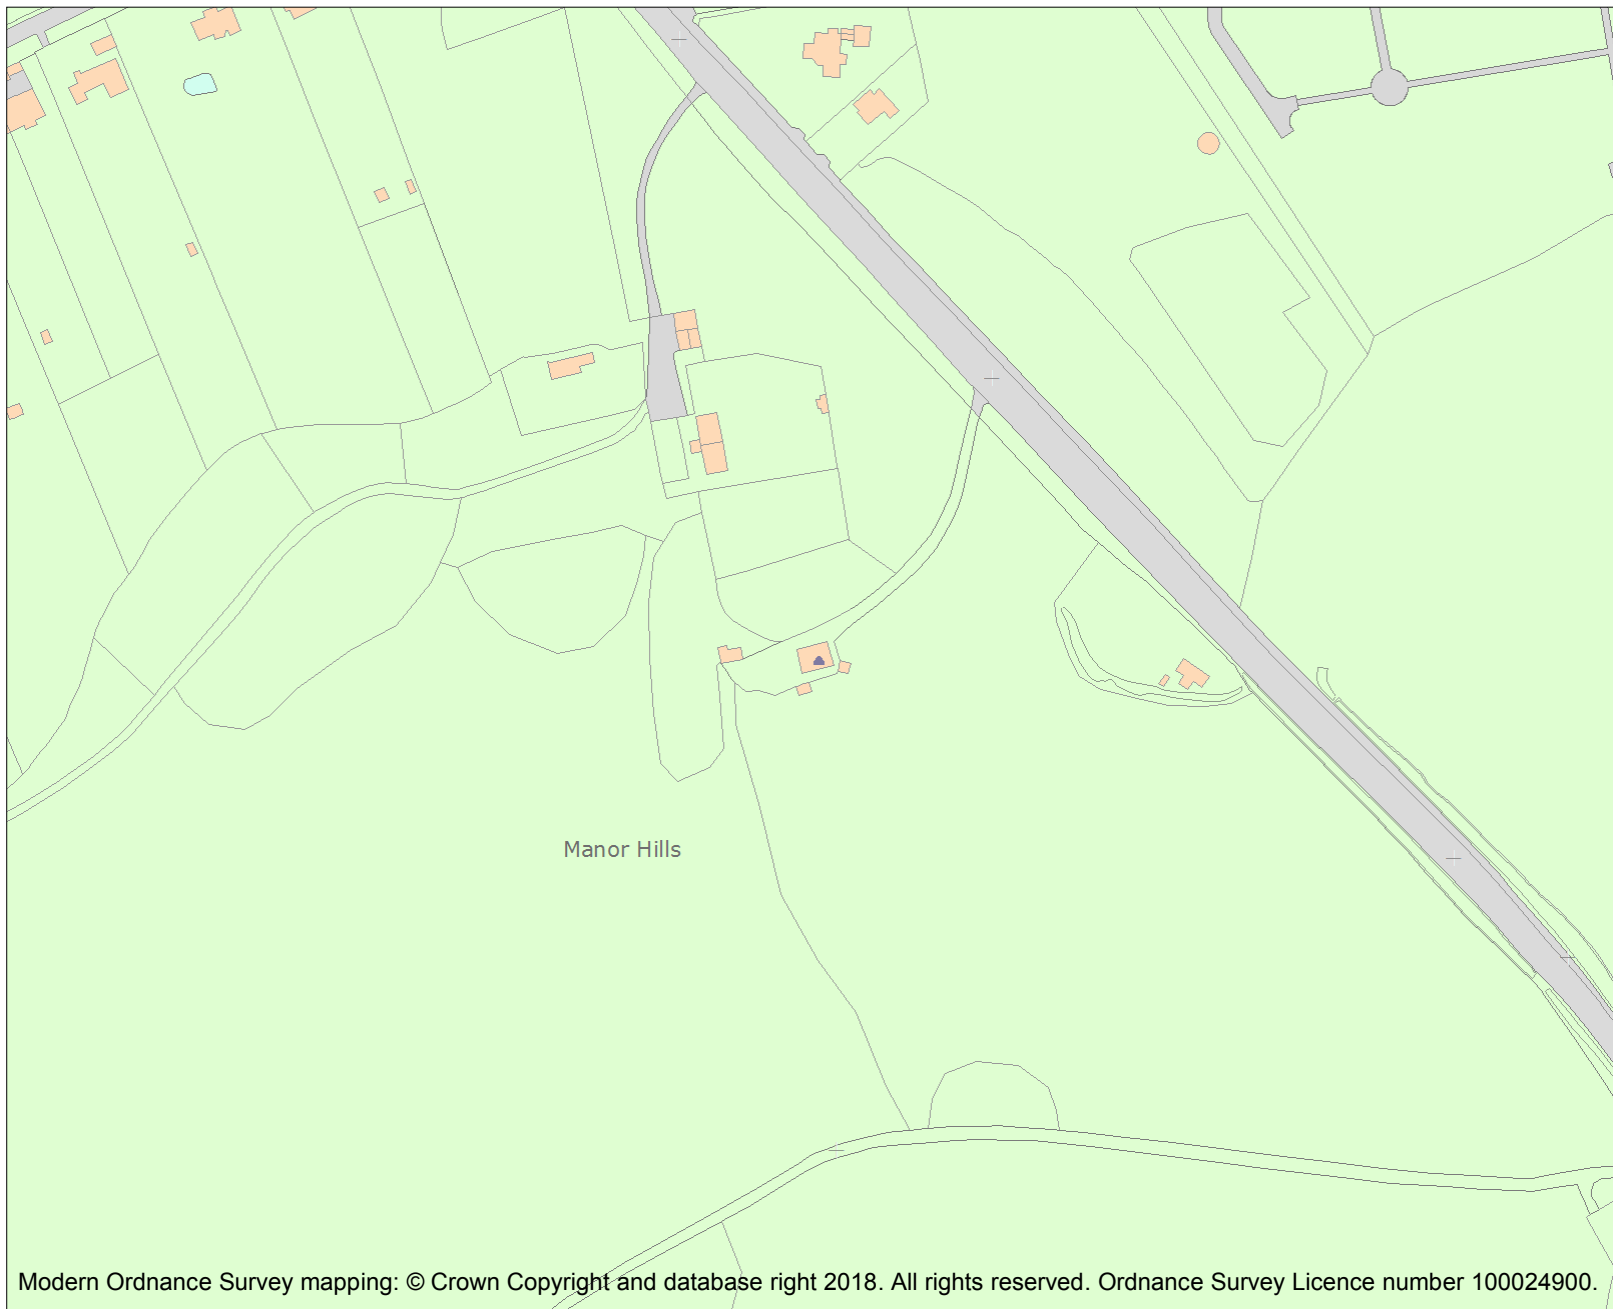 Manor Hills
Modern Ordnance Survey mapping: © Crown Copyright and database right 2018. All rights reserved. Ordnance Survey Licence number 100024900.